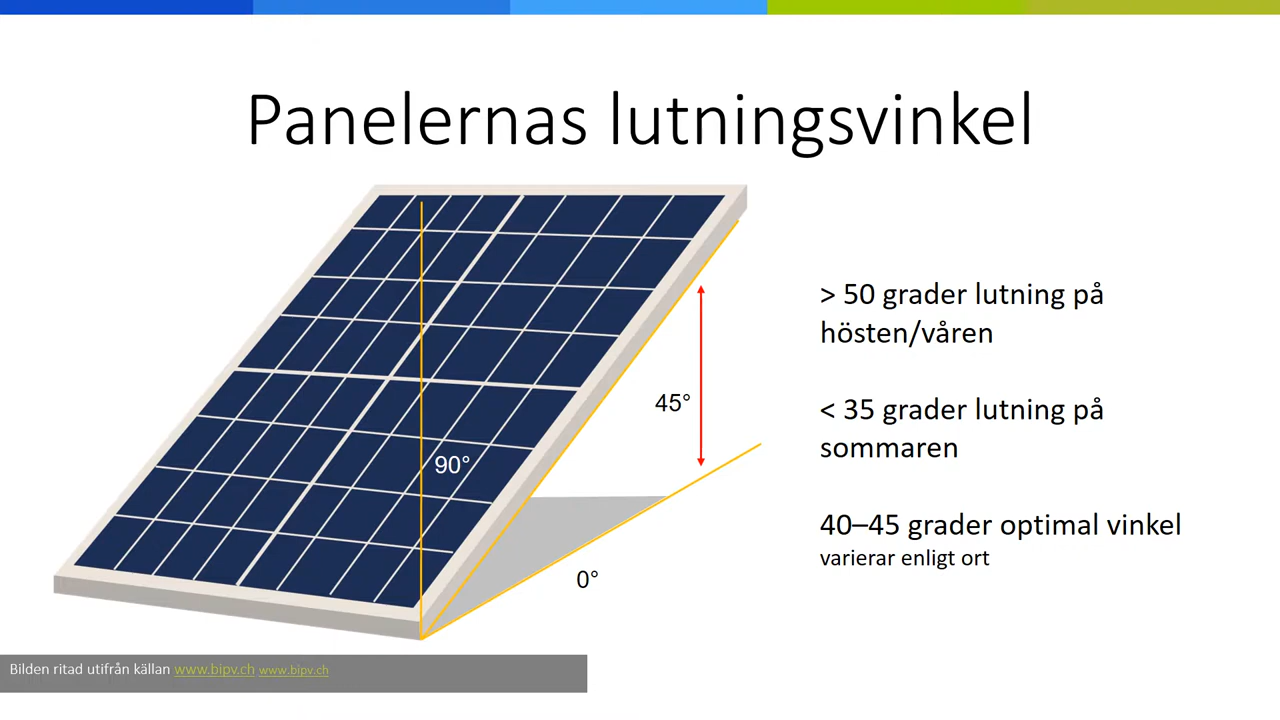 Panelernas lutningsvinkel
> 50 grader lutning på
hösten/våren
45°
< 35 grader lutning på
sommaren
90°
40–45 grader optimal vinkel
varierar enligt ort
0°
Bilden ritad utifrån källan www.bipv.ch www.bipv.ch